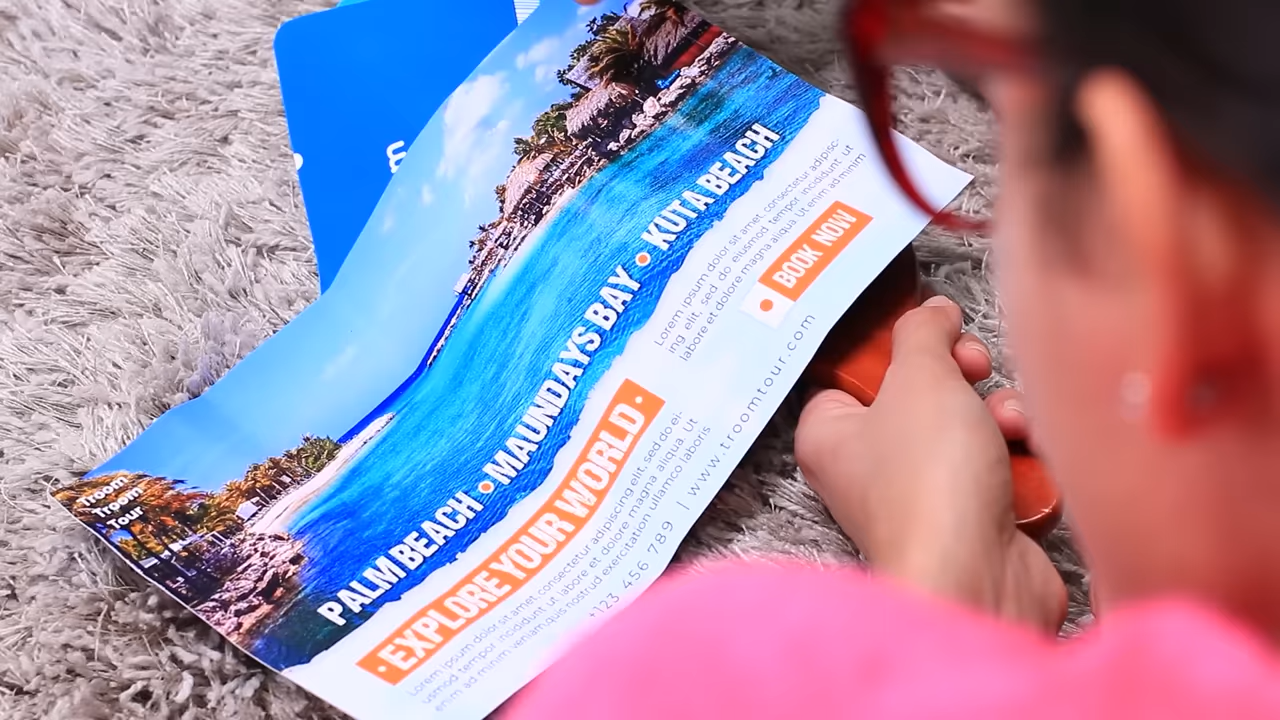 Troom
Troom
Tour
PALM BEACH • MAUNDAYS BAY • KUTA BEACH
• EXPLORE YOUR WORLD •
Lorem ipsum dolor sit amet, consectetur adipiscing elit, sed do ei-
usmod tempor incididunt ut labore et dolore magna aliqua. Ut
enim ad minim veniam, quis nostrud exercitation ullamco laboris
Lorem ipsum dolor sit amet, consectetur adipisc-
ing elit, sed do eiusmod tempor incididunt ut
labore et dolore magna aliqua. Ut enim ad minim
BOOK NOW
+123 456 789 | www.troomtour.com
m